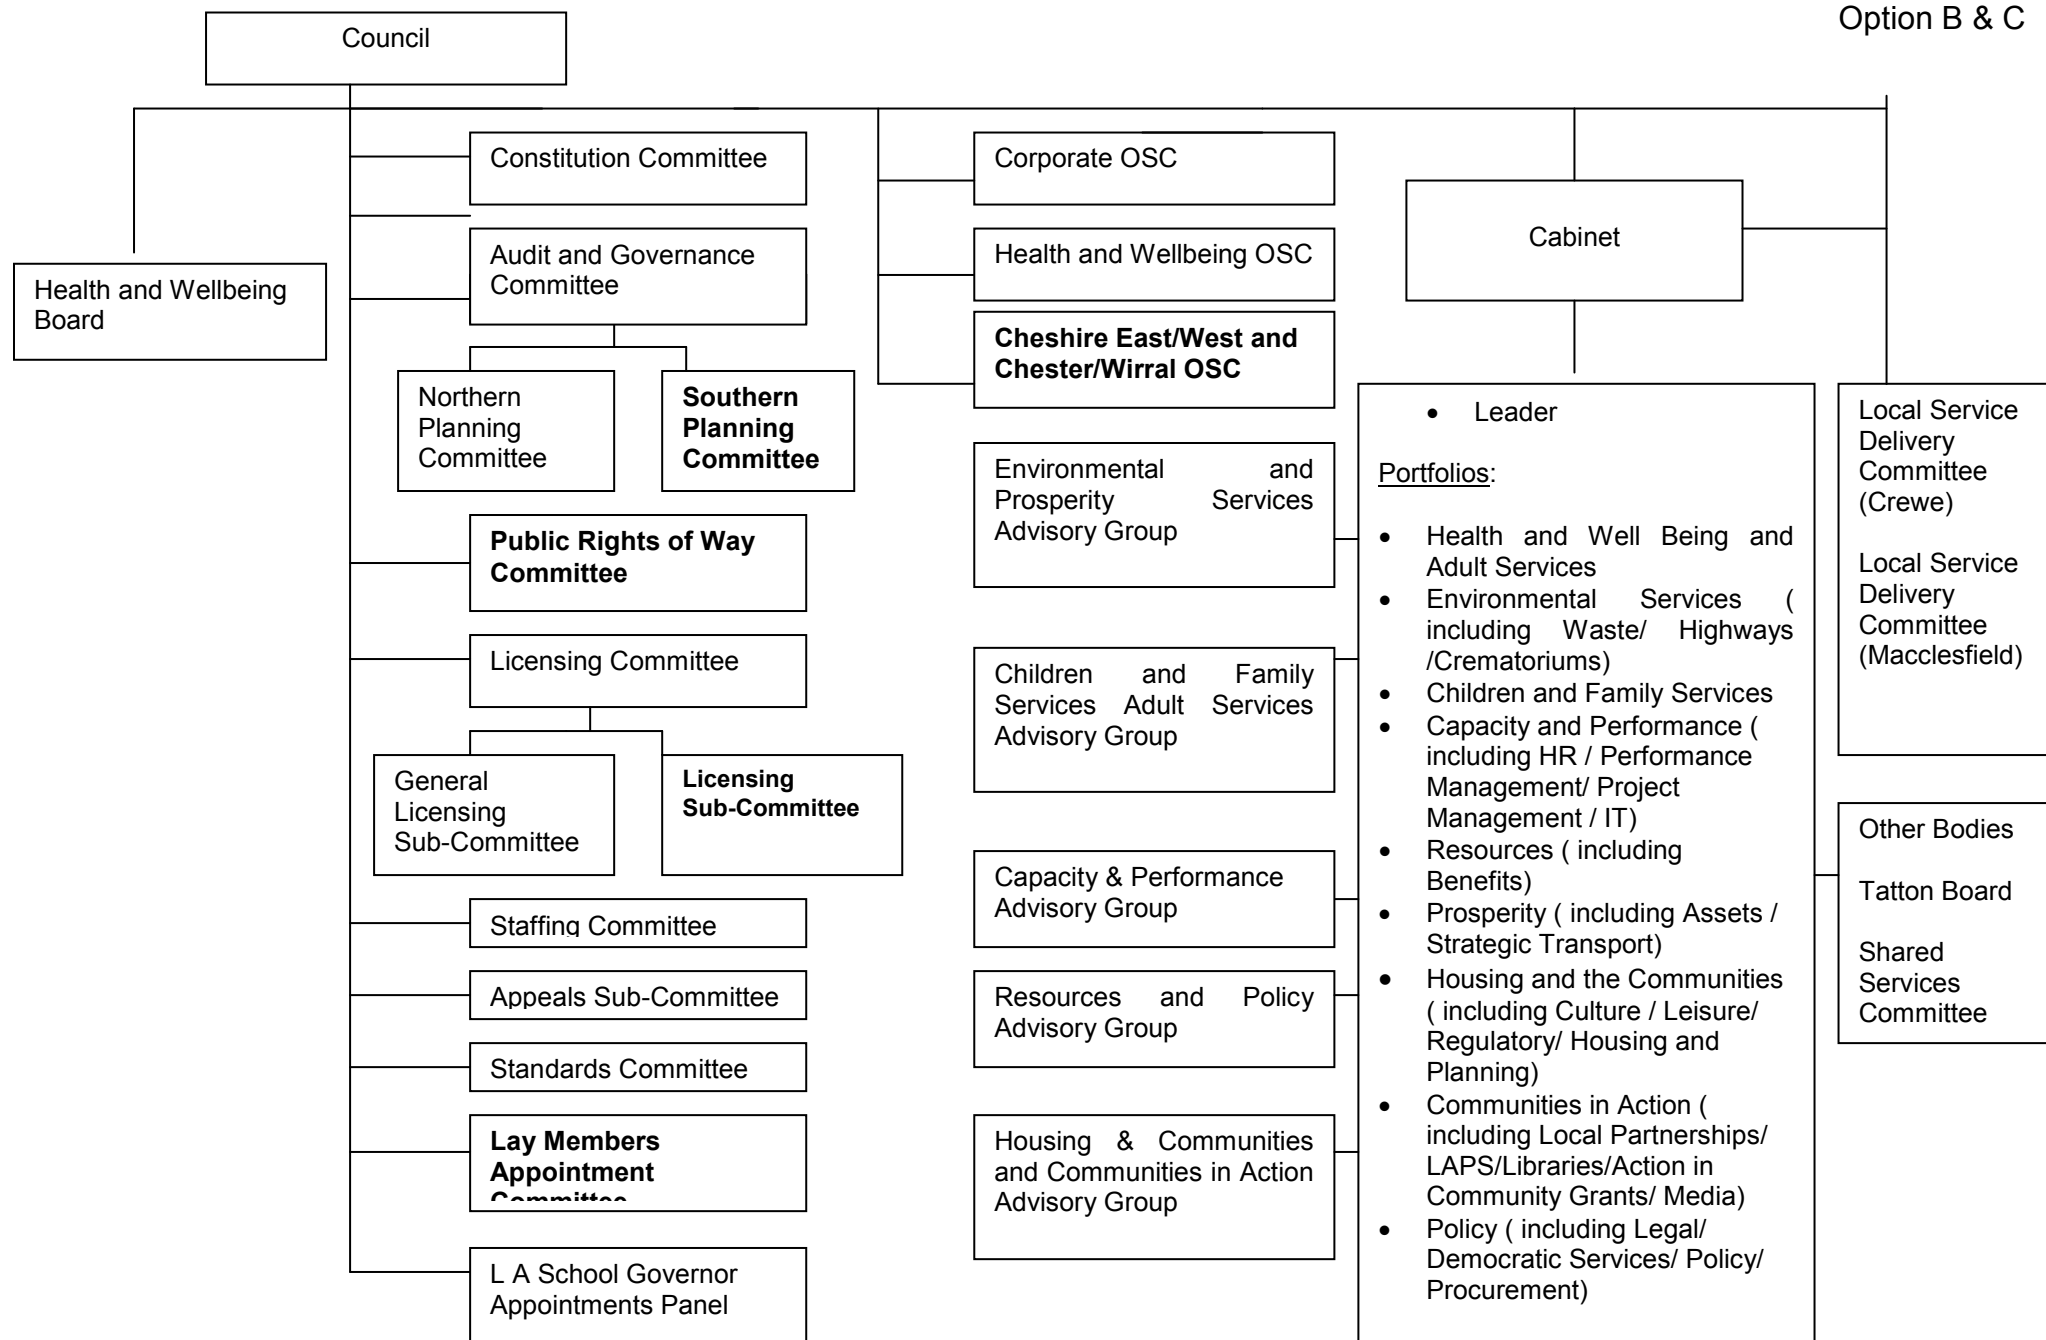 Option B & C
Council
Constitution Committee
Audit and Governance
Committee
Health and Wellbeing
Board
Northern
Planning
Committee
Southern
Planning
Committee
Public Rights of Way
Committee
Licensing Committee
General
Licensing
Sub-Committee
Licensing
Sub-Committee
Staffing Committee
Appeals Sub-Committee
Standards Committee
Lay Members
Appointment
Committee
L A School Governor
Appointments Panel
Corporate OSC
Health and Wellbeing OSC
Cheshire East/West and
Chester/Wirral OSC
Environmental and
Prosperity Services
Advisory Group
Children and Family
Services Adult Services
Advisory Group
Capacity & Performance
Advisory Group
Resources and Policy
Advisory Group
Housing & Communities
and Communities in Action
Advisory Group
Cabinet
• Leader
Portfolios:
• Health and Well Being and
Adult Services
• Environmental Services (
including Waste/ Highways
/Crematoriums)
• Children and Family Services
• Capacity and Performance (
including HR / Performance
Management/ Project
Management / IT)
• Resources ( including
Benefits)
• Prosperity ( including Assets /
Strategic Transport)
• Housing and the Communities
( including Culture / Leisure/
Regulatory/ Housing and
Planning)
• Communities in Action (
including Local Partnerships/
LAPS/Libraries/Action in
Community Grants/ Media)
• Policy ( including Legal/
Democratic Services/ Policy/
Procurement)
Local Service
Delivery
Committee
(Crewe)
Local Service
Delivery
Committee
(Macclesfield)
Other Bodies
Tatton Board
Shared
Services
Committee